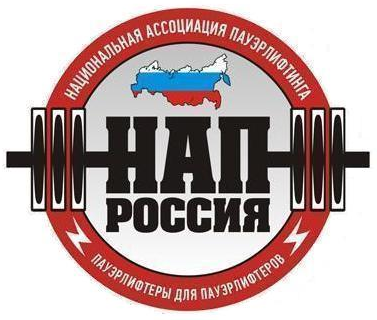 НАЦИОНАЛЬНАЯ АССОЦИАЦИЯ ПАУЭРЛИФТИНГА
НАП
РОССИЯ
ПАУЭРЛИФТЕРЫ ДЛЯ ПАУЭРЛИФТЕРОВ